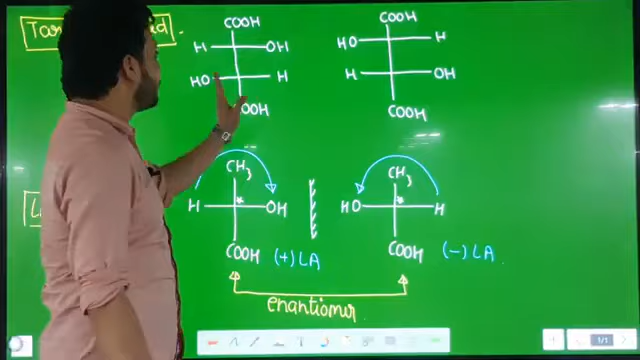 COOH
H OH
HO H
COOH
COOH
HO H
H OH
COOH
CH3
H * OH
COOH (+) LA
CH3
HO * H
COOH (-) LA
enantiomer
1/1